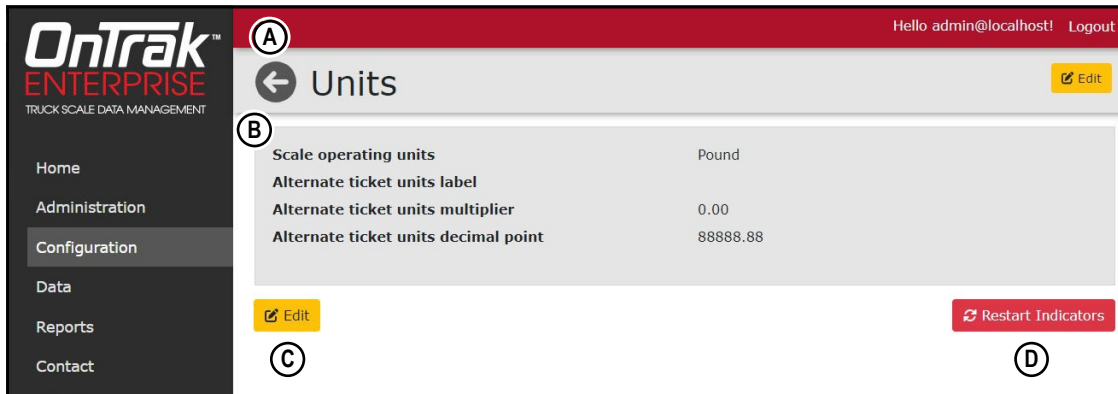 OnTrak™
ENTERPRISE
TRUCK SCALE DATA MANAGEMENT
Home
Administration
Configuration
Data
Reports
Contact
Hello admin@localhost! Logout
A
Units Edit
B
Scale operating units Pound
Alternate ticket units label
Alternate ticket units multiplier 0.00
Alternate ticket units decimal point 88888.88
Edit Restart Indicators
C D